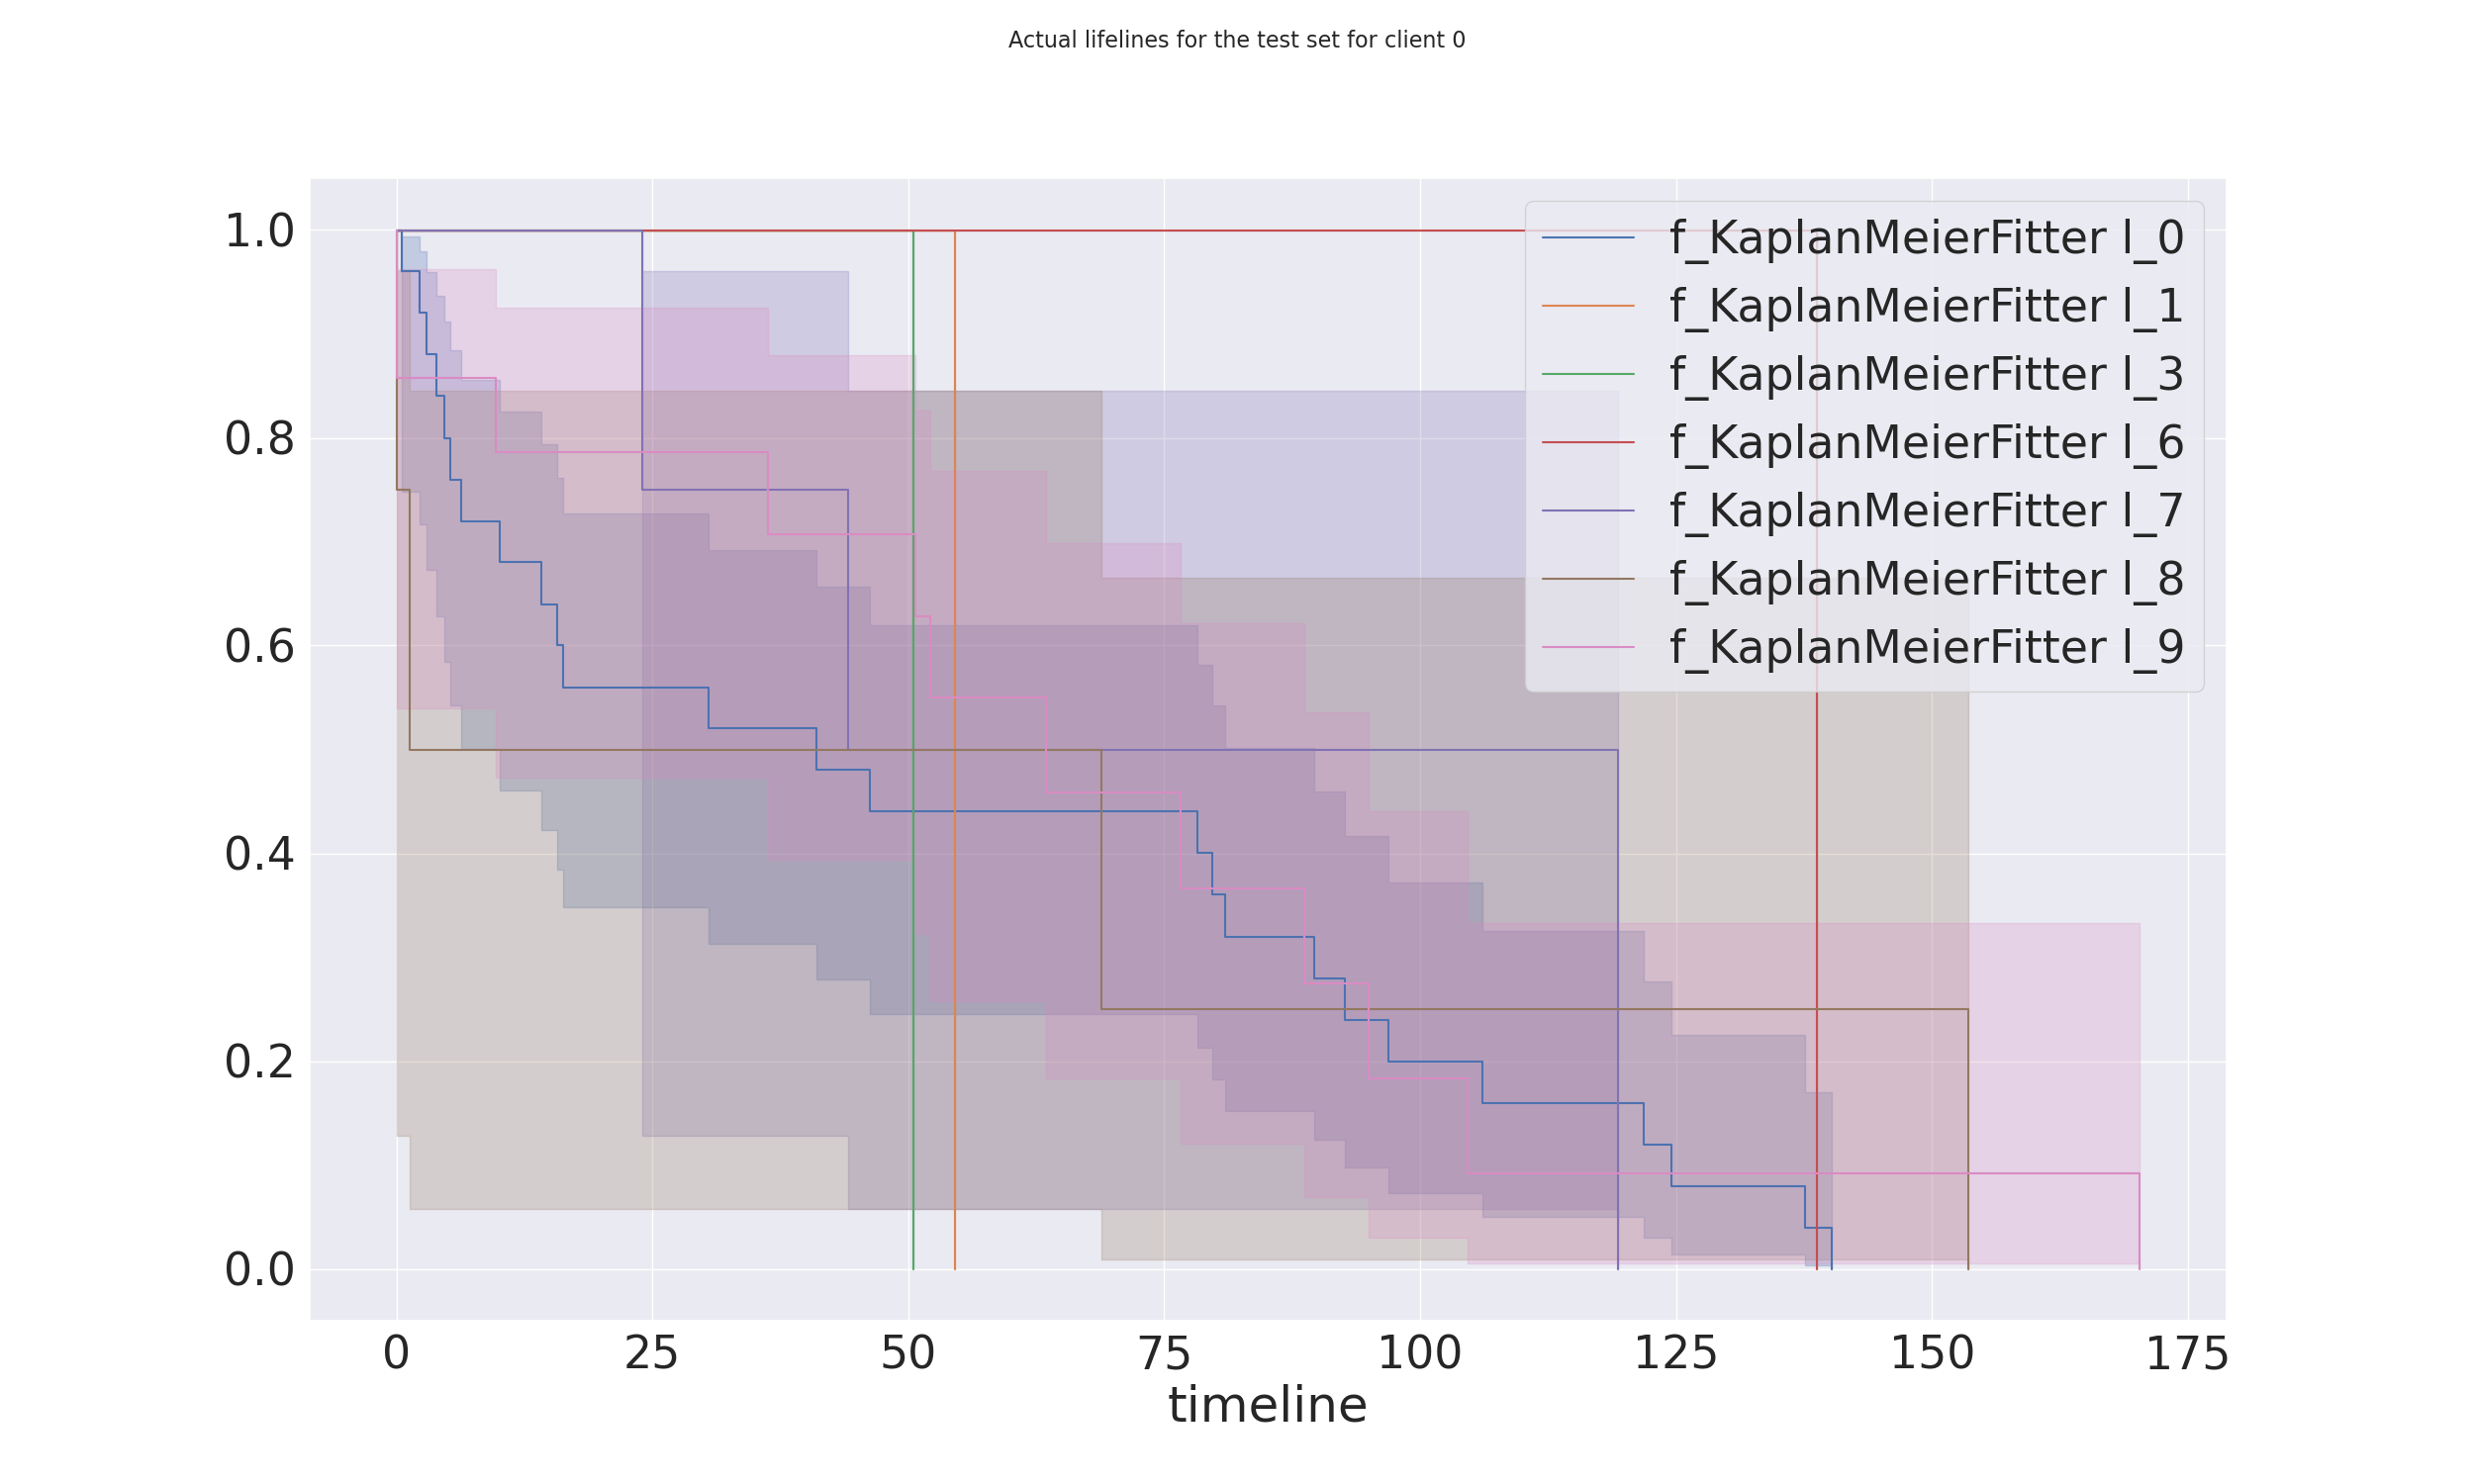 Actual lifelines for the test set for client 0
1.0
0.8
0.6
0.4
0.2
0.0
f_KaplanMeierFitter l_0
f_KaplanMeierFitter l_1
f_KaplanMeierFitter l_3
f_KaplanMeierFitter l_6
f_KaplanMeierFitter l_7
f_KaplanMeierFitter l_8
f_KaplanMeierFitter l_9
0 25 50 75 100 125 150 175
timeline